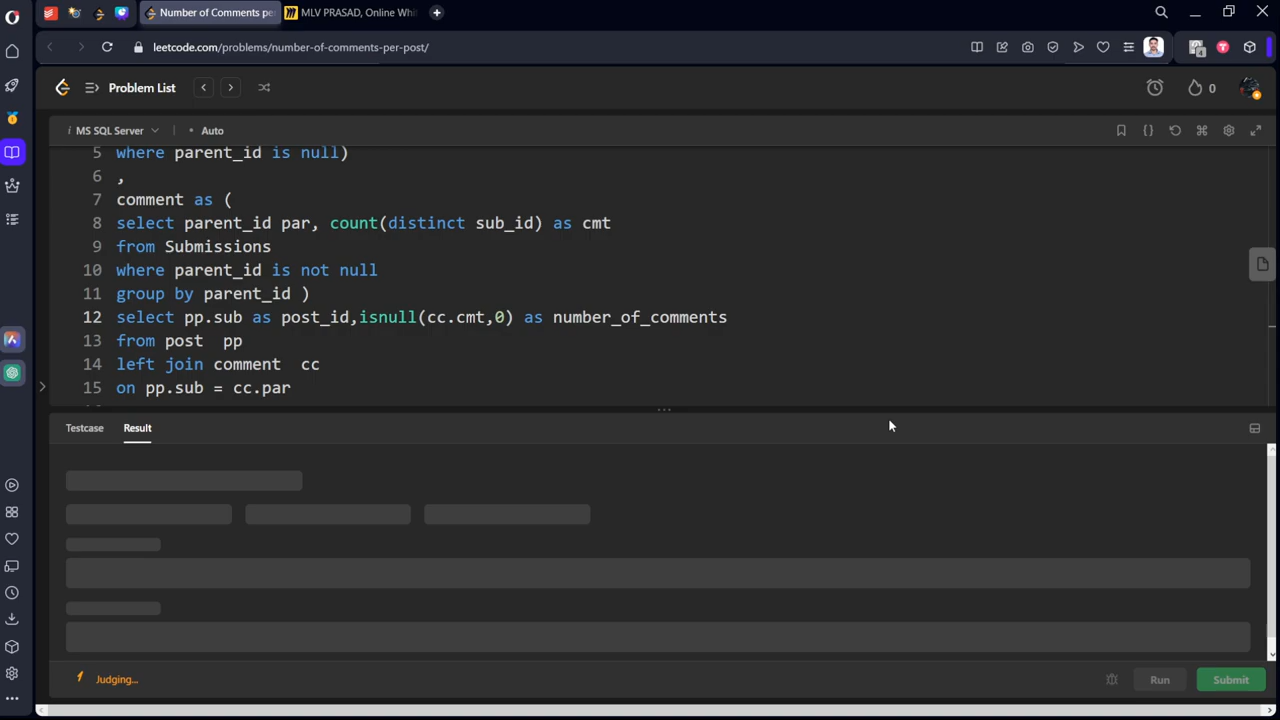 Number of Comments pe
MLV PRASAD, Online Whi
leetcode.com/problems/number-of-comments-per-post/
4
Problem List
0
i MS SQL Server
• Auto
5 where parent_id is null)
6 ,
7 comment as (
8 select parent_id par, count(distinct sub_id) as cmt
9 from Submissions
10 where parent_id is not null
11 group by parent_id )
12 select pp.sub as post_id,isnull(cc.cmt,0) as number_of_comments
13 from post  pp
14 left join comment  cc
15 on pp.sub = cc.par
Testcase
Result
Judging...
Run
Submit